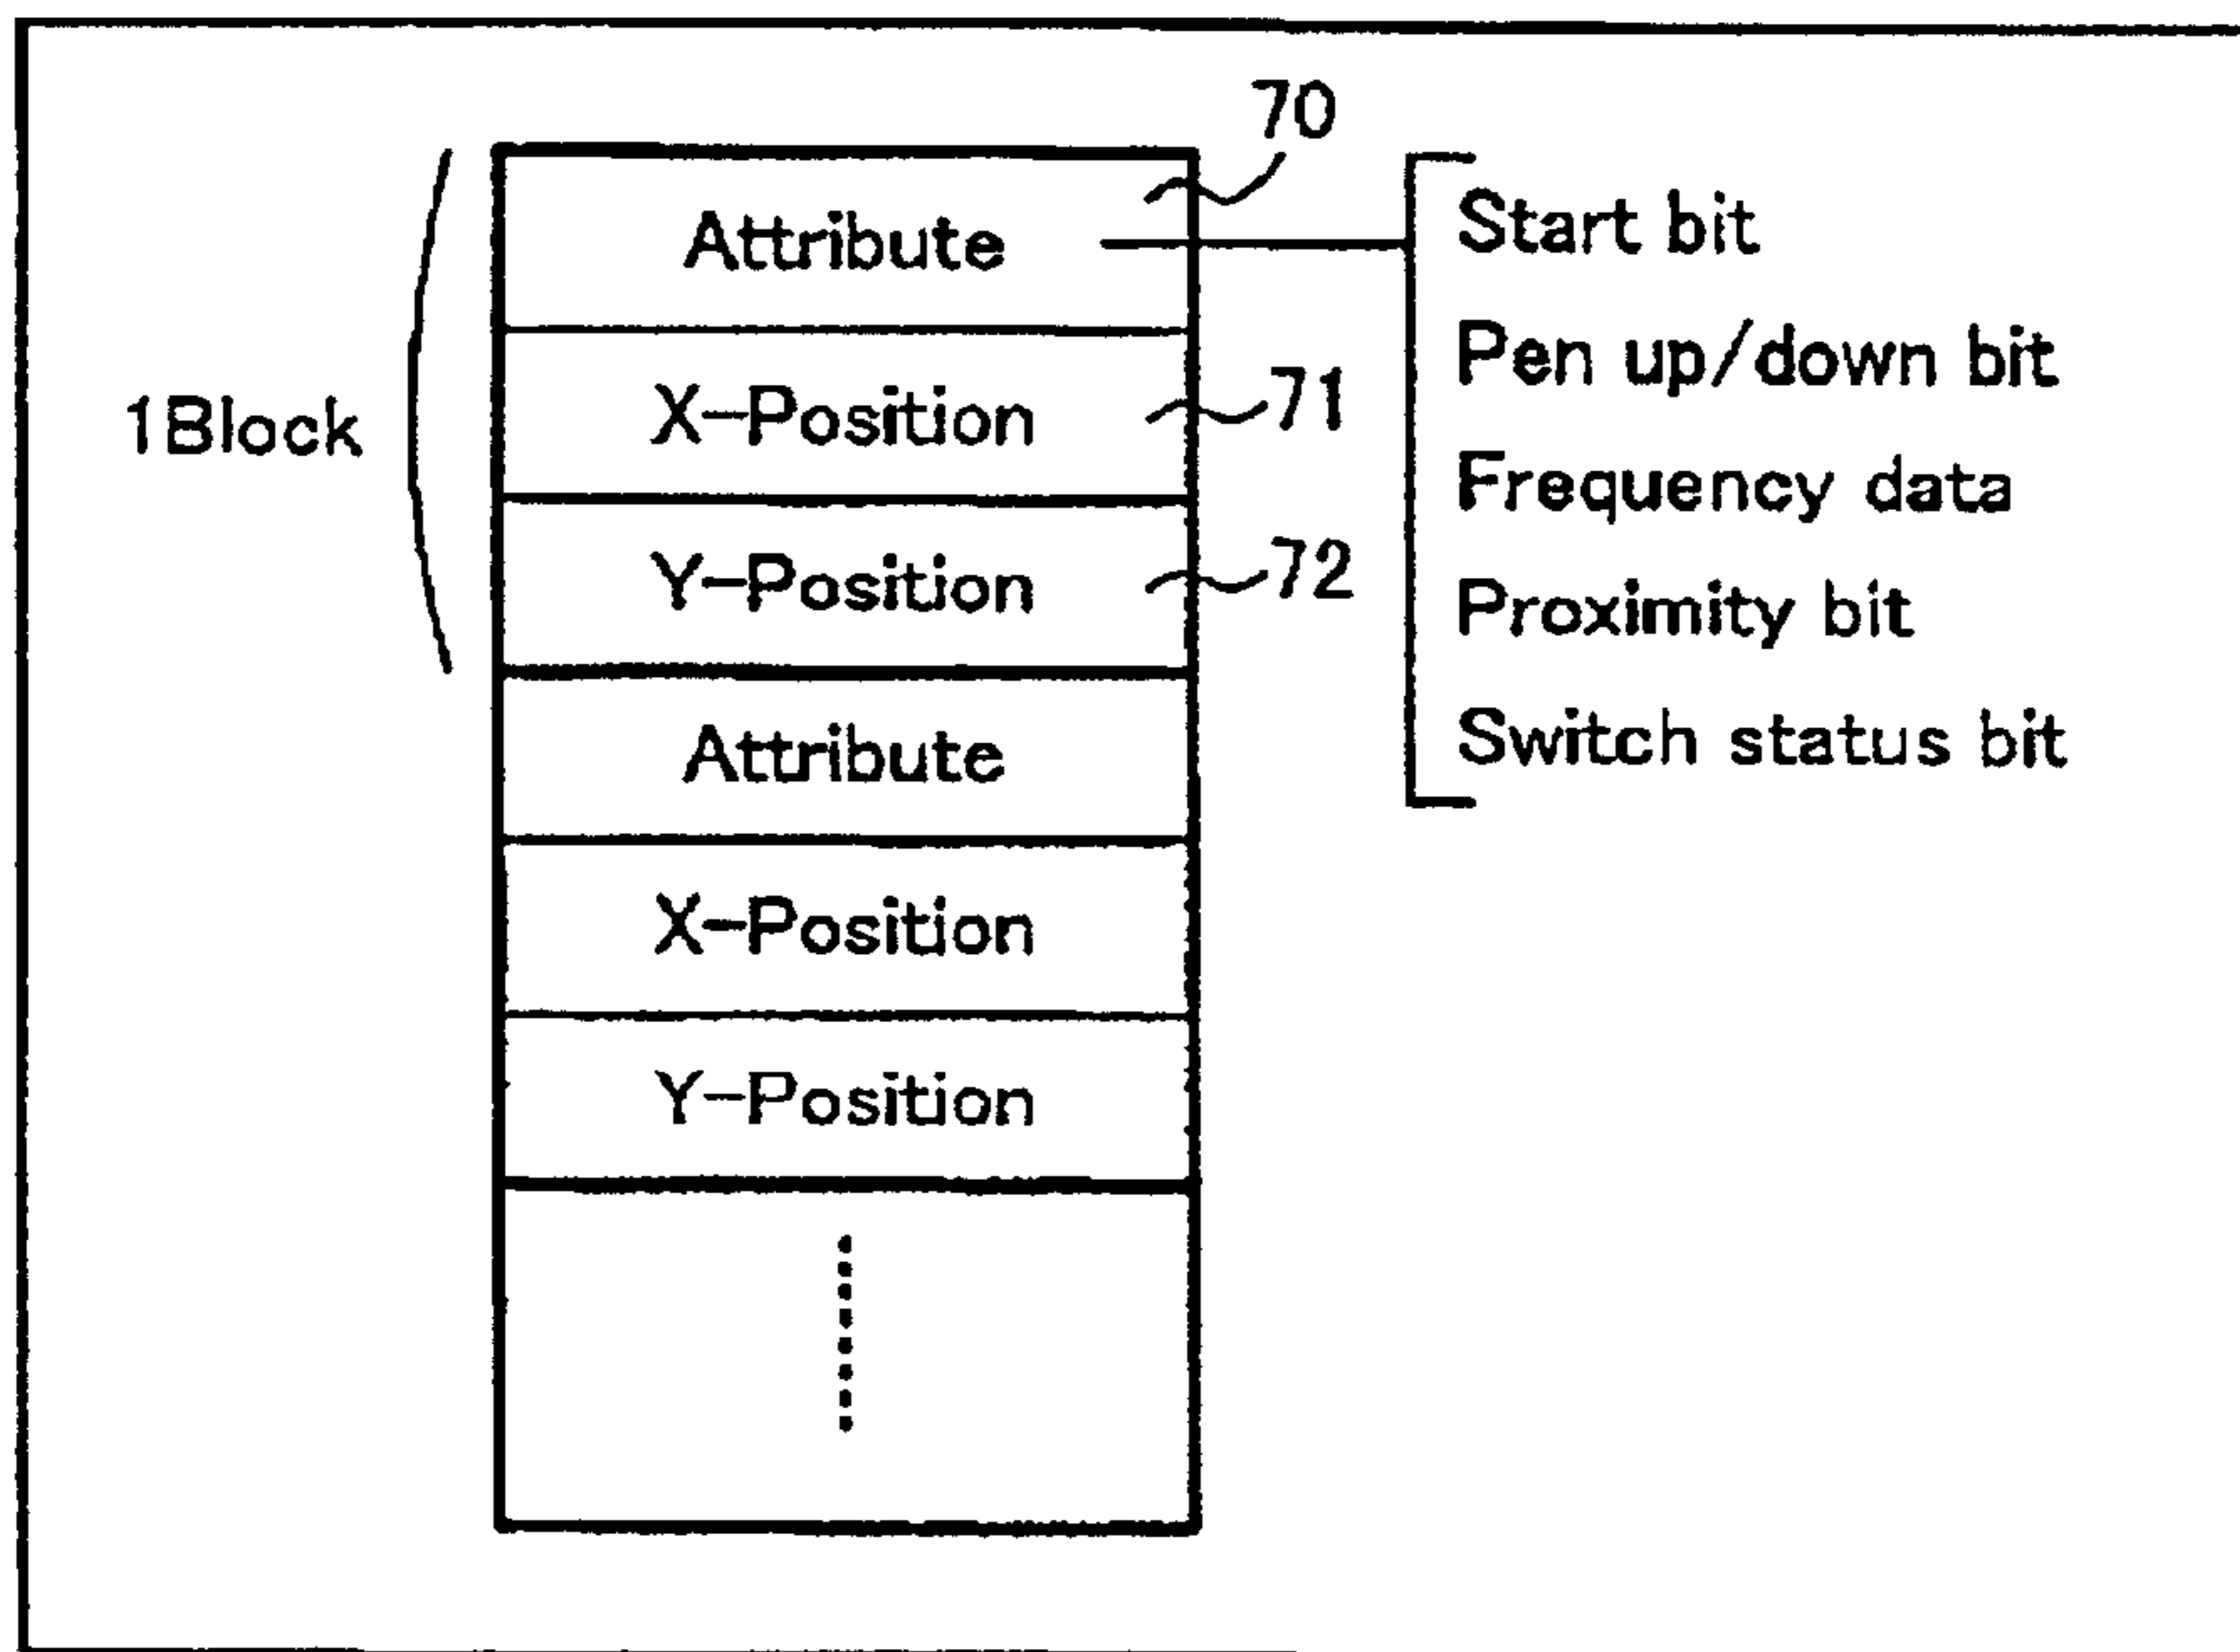 70
Attribute
X-Position
71
1Block
Y-Position
72
Attribute
X-Position
Y-Position
Start bit
Pen up/down bit
Frequency data
Proximity bit
Switch status bit